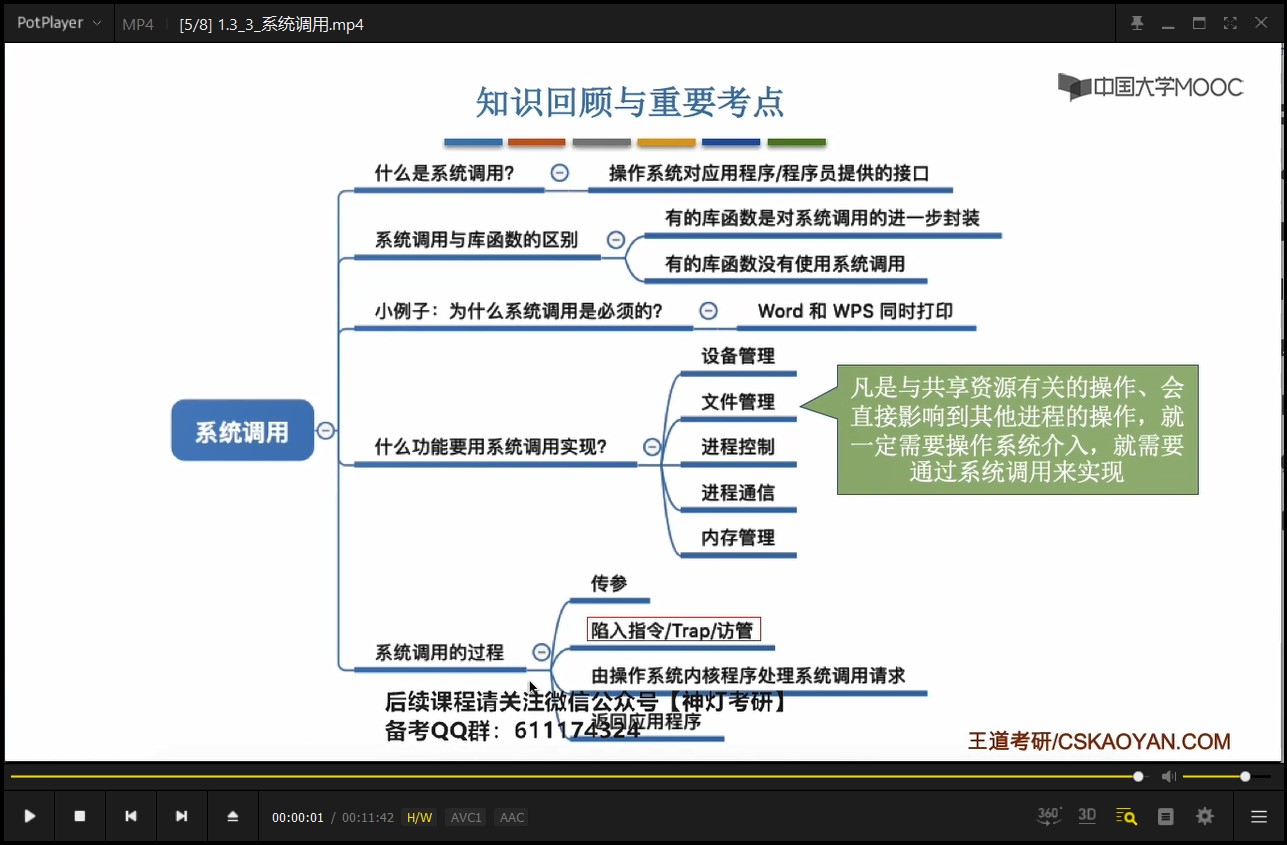 PotPlayer
MP4
[5/8] 1.3_3_系统调用.mp4
知识回顾与重要考点
中国大学MOOC
什么是系统调用?
操作系统对应用程序/程序员提供的接口
系统调用与库函数的区别
有的库函数是对系统调用的进一步封装
有的库函数没有使用系统调用
小例子：为什么系统调用是必须的?
Word 和 WPS 同时打印
系统调用
什么功能要用系统调用实现?
设备管理
文件管理
进程控制
进程通信
内存管理
凡是与共享资源有关的操作、会
直接影响到其他进程的操作，就
一定需要操作系统介入，就需要
通过系统调用来实现
系统调用的过程
传参
陷入指令/Trap/访管
由操作系统内核程序处理系统调用请求
返回应用程序
后续课程请关注微信公众号【神灯考研】
备考QQ群：611174324
王道考研/CSKAOYAN.COM
00:00:01 / 00:11:42 H/W AVC1 AAC
360°
3D